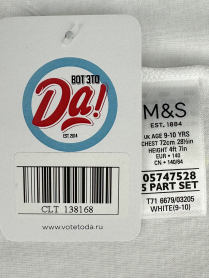 ВОТ ЭТО
Да!
EST 2014
CLT 138168
www.votetoda.ru
M&S
EST. 1884
UK AGE 9-10 YRS
CHEST 72cm 28½in
HEIGHT 4ft 7in
EUR • 140
CN • 140/64
05747528
5 PART SET
T71 6679/03205
WHITE(9-10)